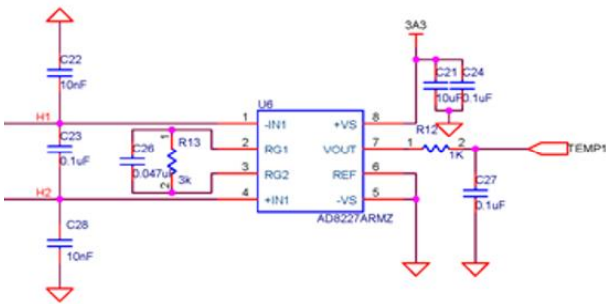 C22
10nF
H1
C23
0.1uF
H2
C28
10nF
C26
0.047u
1
R13
2
3k
U6
1
-IN1
2
RG1
3
RG2
4
+IN1
+VS
8
VOUT
7
REF
6
-VS
5
AD8227ARMZ
3A3
C21
10uF
C24
0.1uF
R12
1
2
1K
TEMP1
C27
0.1uF